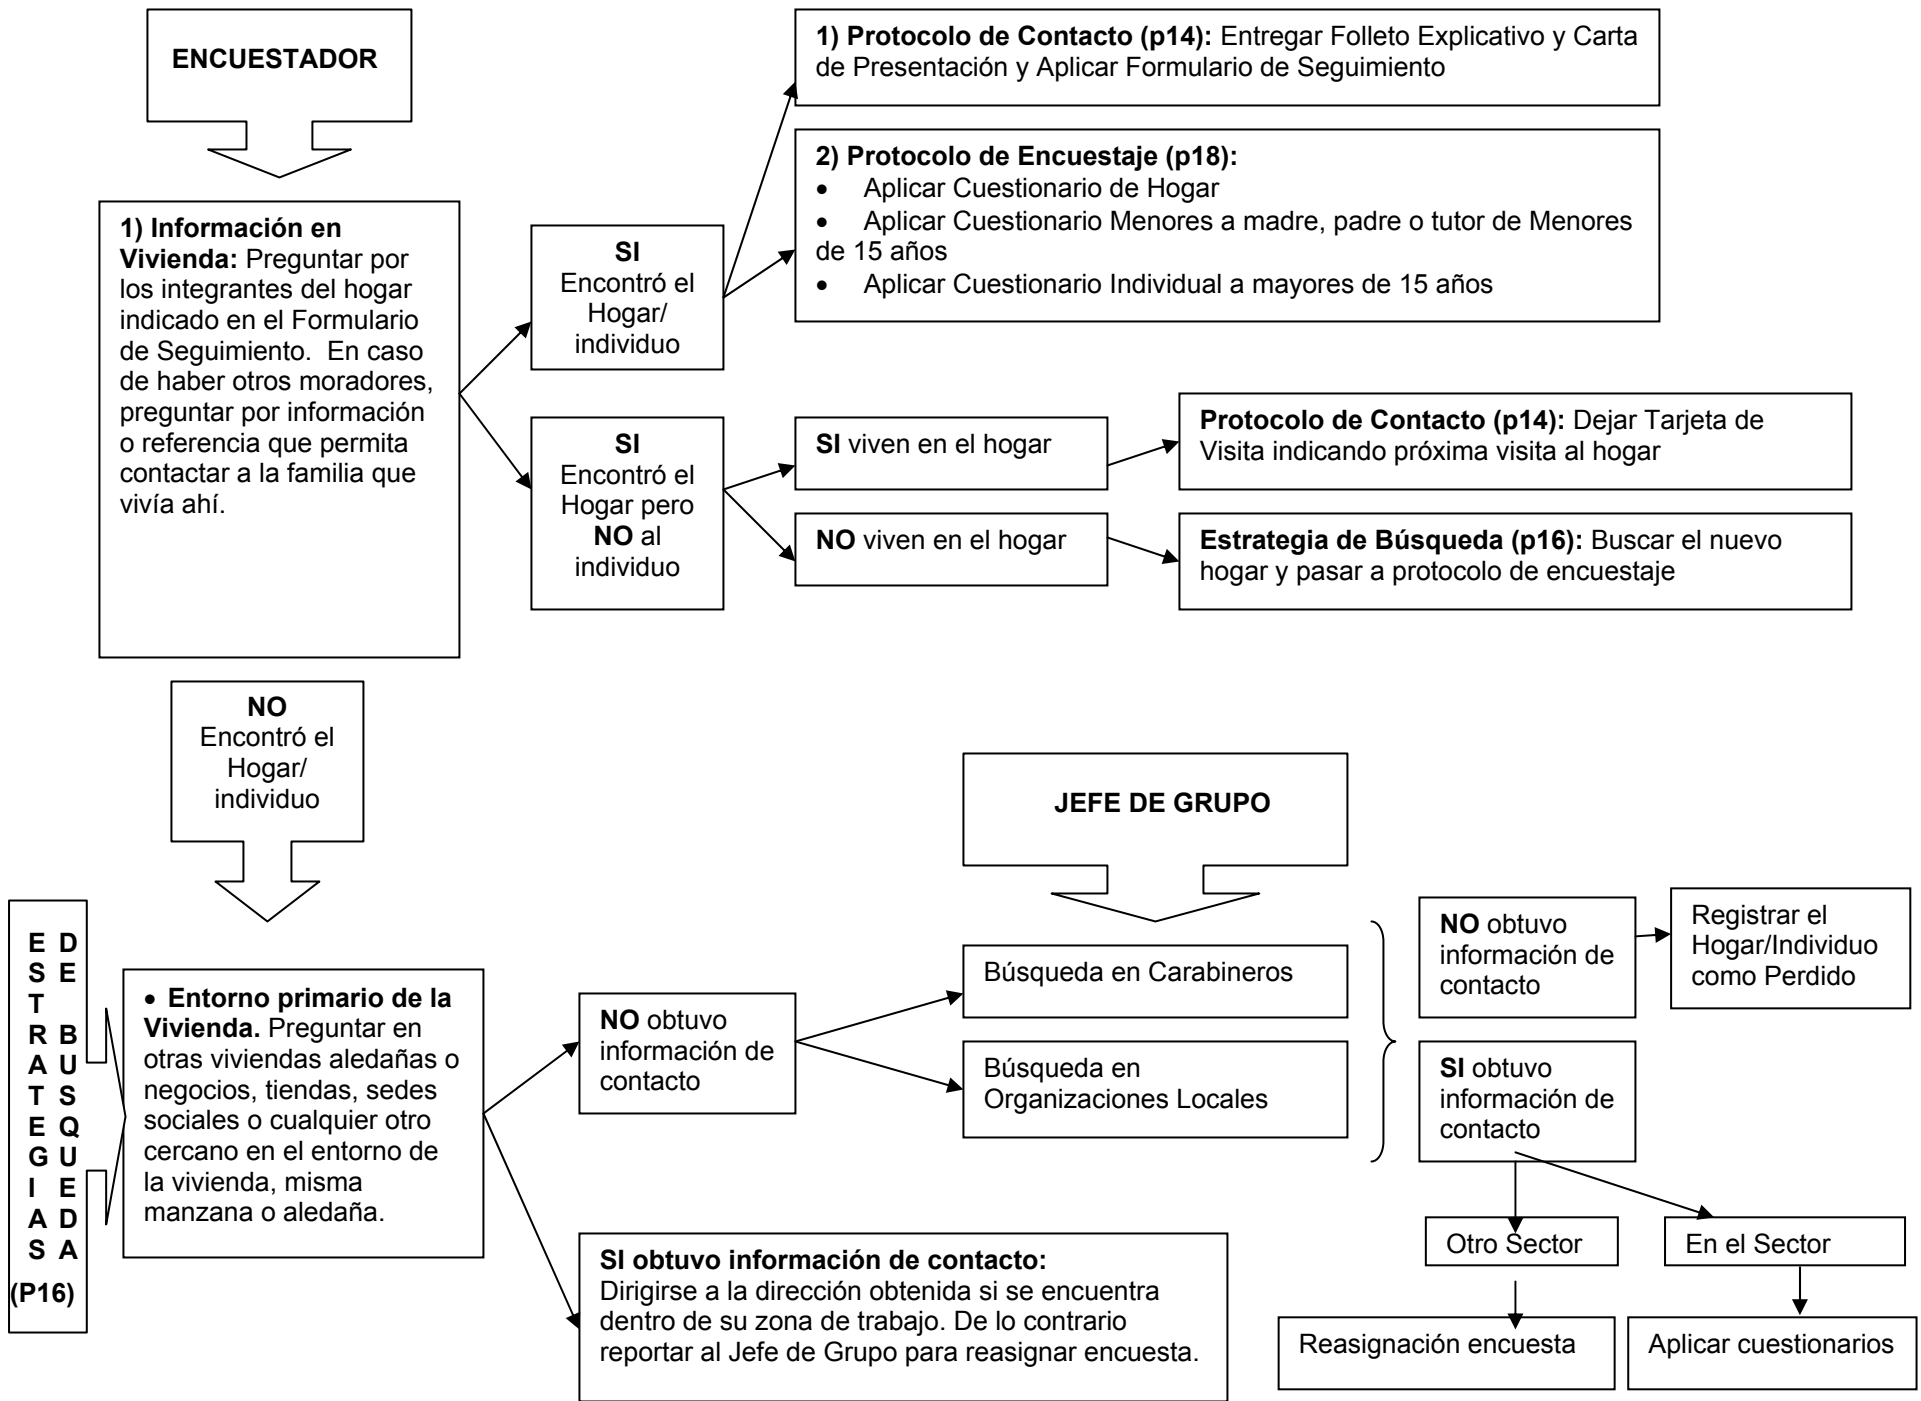 ENCUESTADOR
1) Protocolo de Contacto (p14): Entregar Folleto Explicativo y Carta
de Presentación y Aplicar Formulario de Seguimiento
2) Protocolo de Encuestaje (p18):
• Aplicar Cuestionario de Hogar
• Aplicar Cuestionario Menores a madre, padre o tutor de Menores
de 15 años
• Aplicar Cuestionario Individual a mayores de 15 años
1) Información en
Vivienda: Preguntar por
los integrantes del hogar
indicado en el Formulario
de Seguimiento. En caso
de haber otros moradores,
preguntar por información
o referencia que permita
contactar a la familia que
vivía ahí.
SI
Encontró el
Hogar/
individuo
SI
Encontró el
Hogar pero
NO al
individuo
SI viven en el hogar
Protocolo de Contacto (p14): Dejar Tarjeta de
Visita indicando próxima visita al hogar
NO viven en el hogar
Estrategia de Búsqueda (p16): Buscar el nuevo
hogar y pasar a protocolo de encuestaje
NO
Encontró el
Hogar/
individuo
JEFE DE GRUPO
ESTRATEGIAS
DE BUSQUEDA
(P16)
• Entorno primario de la
Vivienda. Preguntar en
otras viviendas aledañas o
negocios, tiendas, sedes
sociales o cualquier otro
cercano en el entorno de
la vivienda, misma
manzana o aledaña.
NO obtuvo
información de
contacto
Búsqueda en Carabineros
Búsqueda en
Organizaciones Locales
NO obtuvo
información de
contacto
Registrar el
Hogar/Individuo
como Perdido
SI obtuvo
información de
contacto
Otro Sector
En el Sector
SI obtuvo información de contacto:
Dirigirse a la dirección obtenida si se encuentra
dentro de su zona de trabajo. De lo contrario
reportar al Jefe de Grupo para reasignar encuesta.
Reasignación encuesta
Aplicar cuestionarios